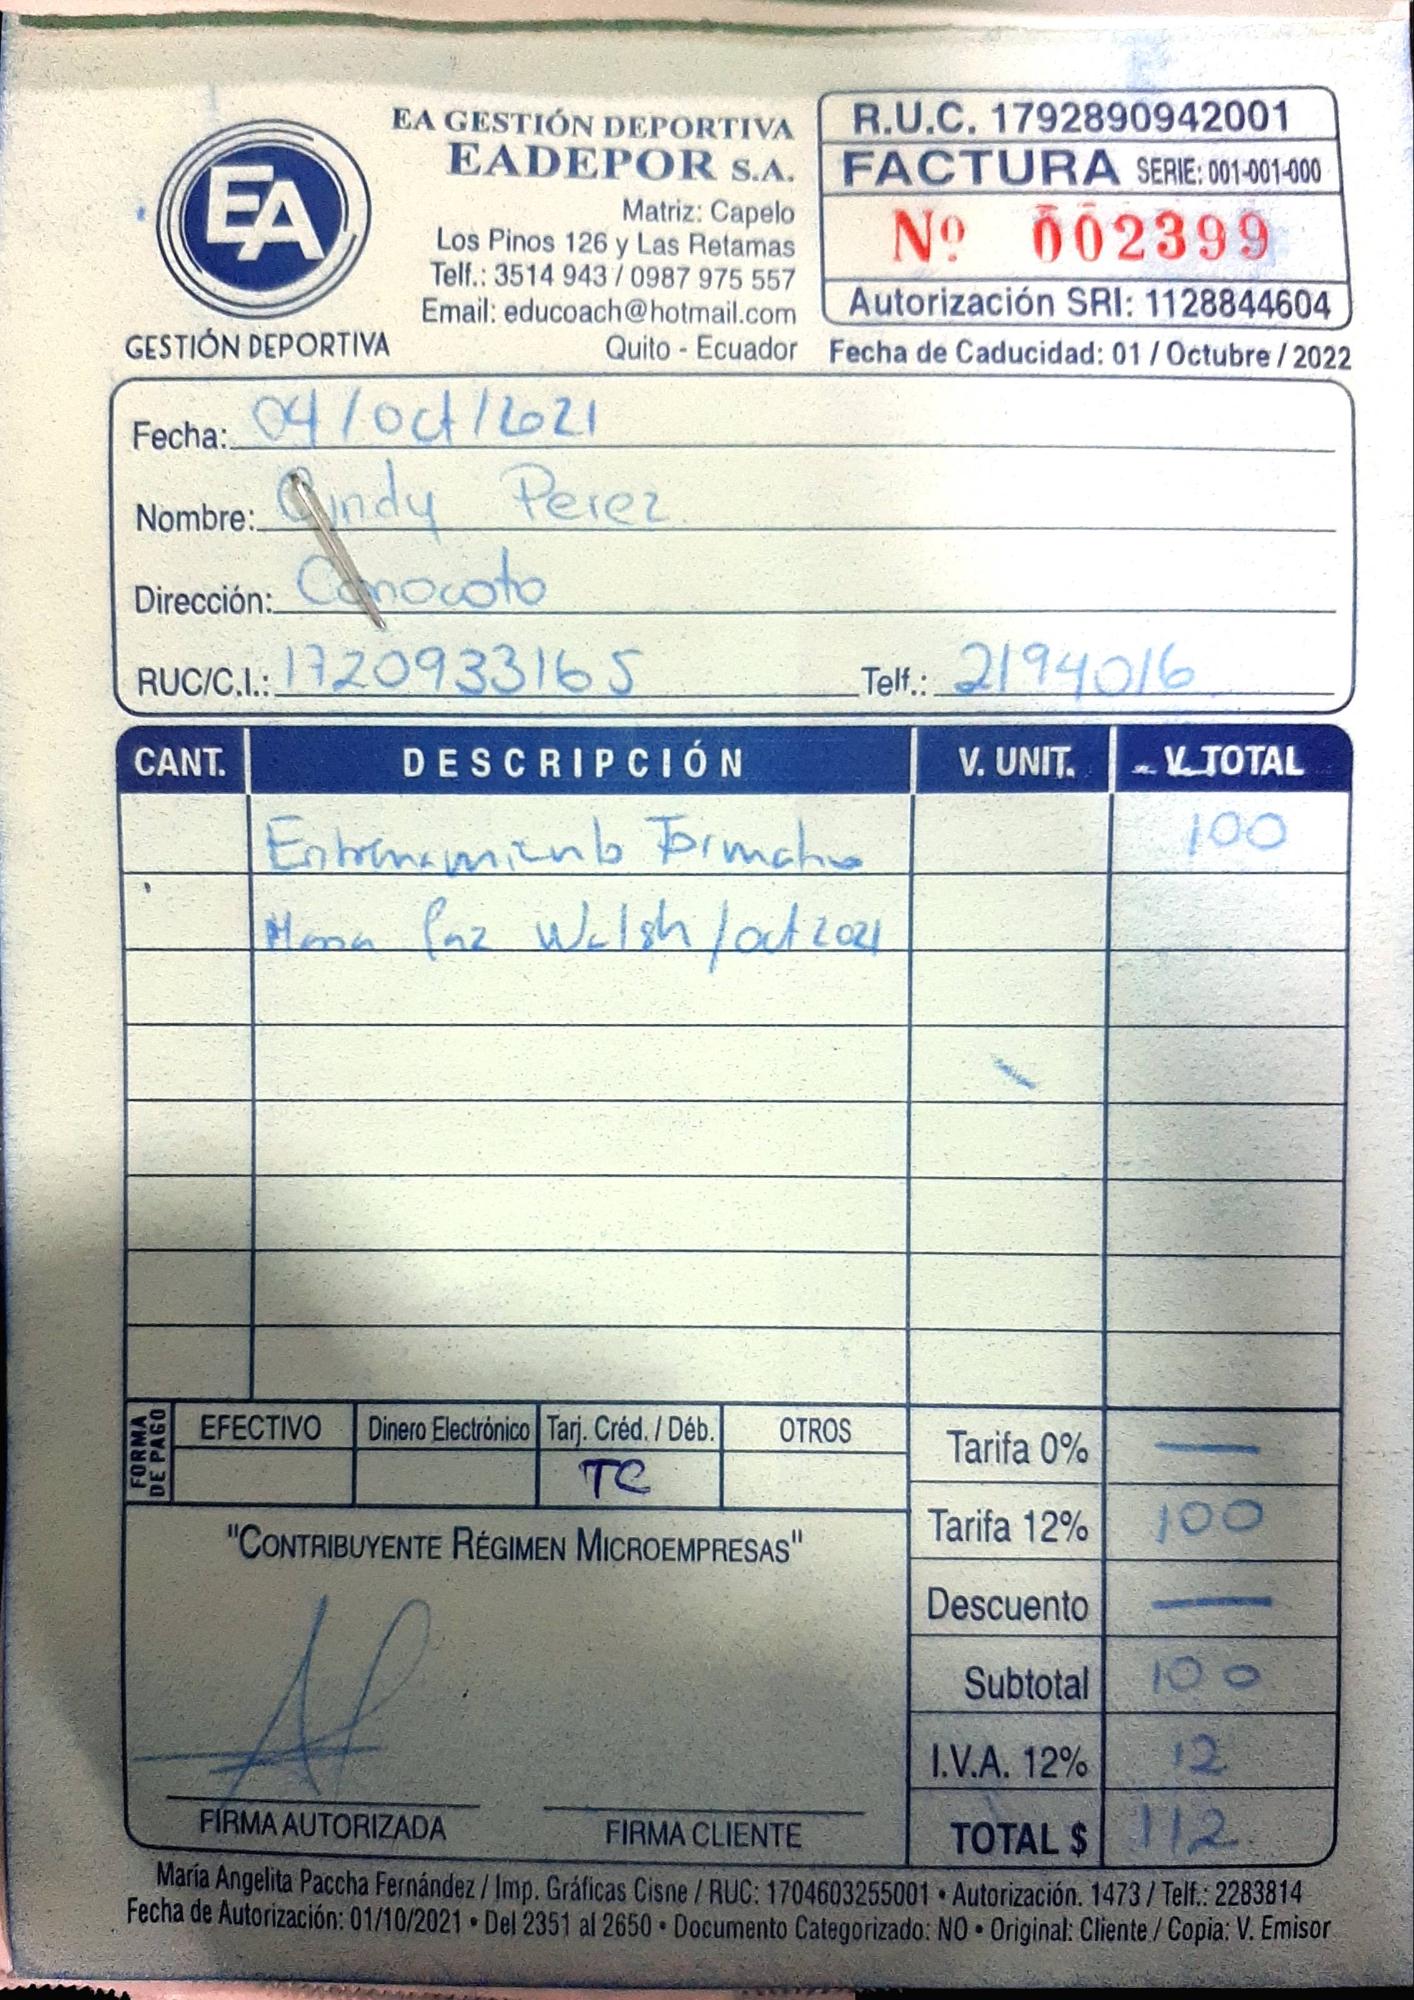 EA
GESTIÓN DEPORTIVA
EA GESTIÓN DEPORTIVA
EADEPOR S.A.
Matriz: Capelo
Los Pinos 126 y Las Retamas
Telf.: 3514 943 / 0987 975 557
Email: educoach@hotmail.com
Quito - Ecuador
R.U.C. 1792890942001
FACTURA SERIE: 001-001-000
Nº 002399
Autorización SRI: 1128844604
Fecha de Caducidad: 01 / Octubre / 2022
Fecha: 04/oct/2021
Nombre: Cindy Perez
Dirección: Conocoto
RUC/C.I.: 1720933165 Telf.: 2194016
CANT. DESCRIPCIÓN V. UNIT. V. TOTAL
Entrenamiento Formativo 100
Maria Paz Walsh / oct 2021
FORMA DE PAGO EFECTIVO Dinero Electrónico Tarj. Créd. / Déb. OTROS
TC
Tarifa 0% —
Tarifa 12% 100
Descuento —
Subtotal 100
I.V.A. 12% 12
TOTAL $ 112
"CONTRIBUYENTE RÉGIMEN MICROEMPRESAS"
FIRMA AUTORIZADA FIRMA CLIENTE
María Angelita Paccha Fernández / Imp. Gráficas Cisne / RUC: 1704603255001 • Autorización. 1473 / Telf.: 2283814
Fecha de Autorización: 01/10/2021 • Del 2351 al 2650 • Documento Categorizado: NO • Original: Cliente / Copia: V. Emisor